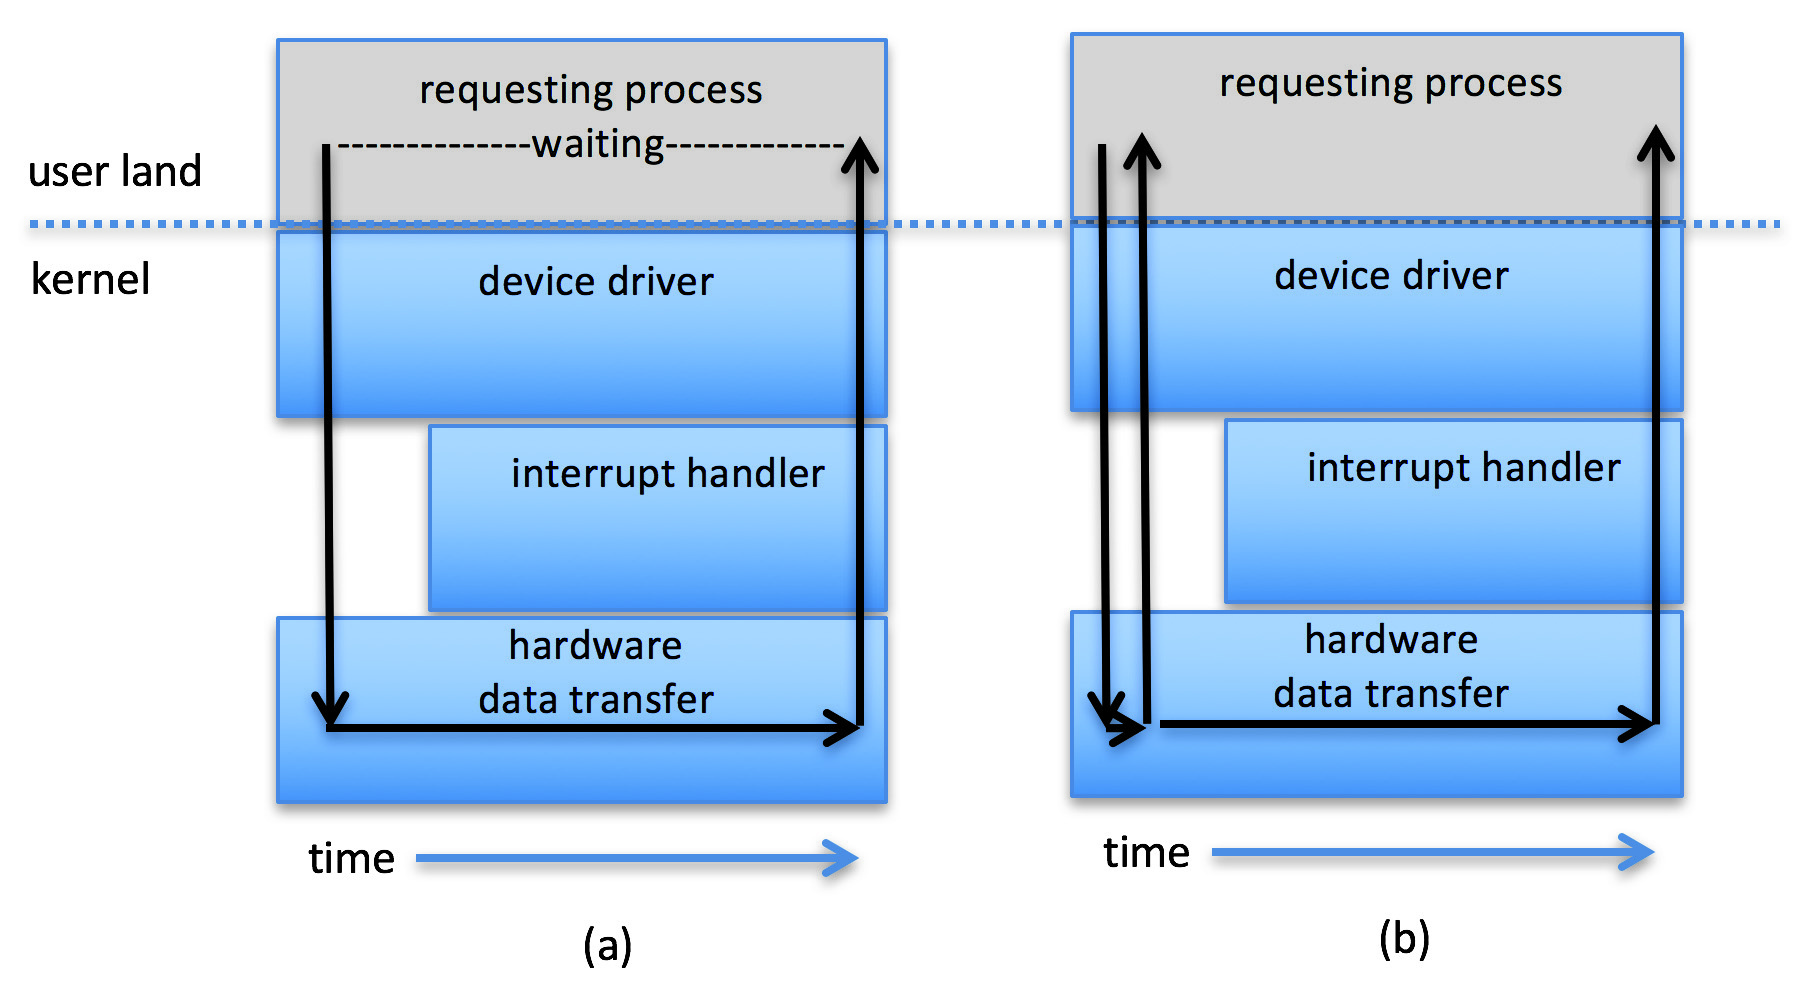 user land
kernel
requesting process
--------------waiting-------------
device driver
interrupt handler
hardware
data transfer
time
(a)
requesting process
device driver
interrupt handler
hardware
data transfer
time
(b)